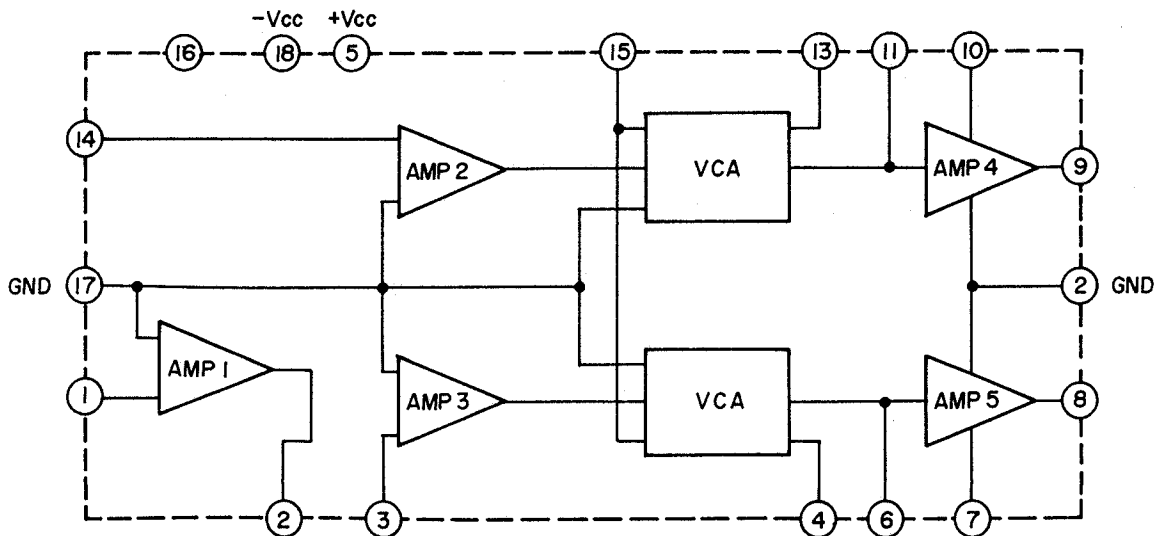 -Vcc +Vcc
16 18 5 15 13 11 10
14 AMP 2 VCA AMP 4 9
GND 17 2 GND
AMP 1
1 AMP 3 VCA AMP 5 8
2 3 4 6 7